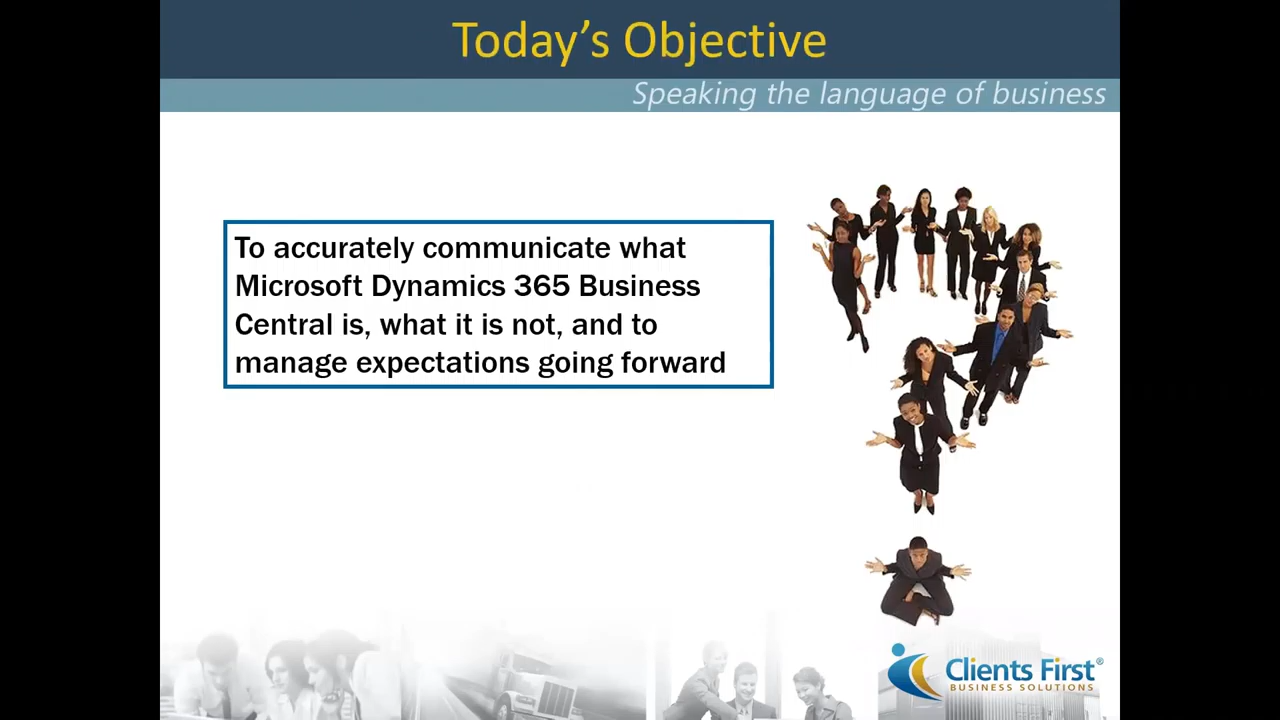 Today's Objective
Speaking the language of business
To accurately communicate what
Microsoft Dynamics 365 Business
Central is, what it is not, and to
manage expectations going forward
Clients First®
BUSINESS SOLUTIONS